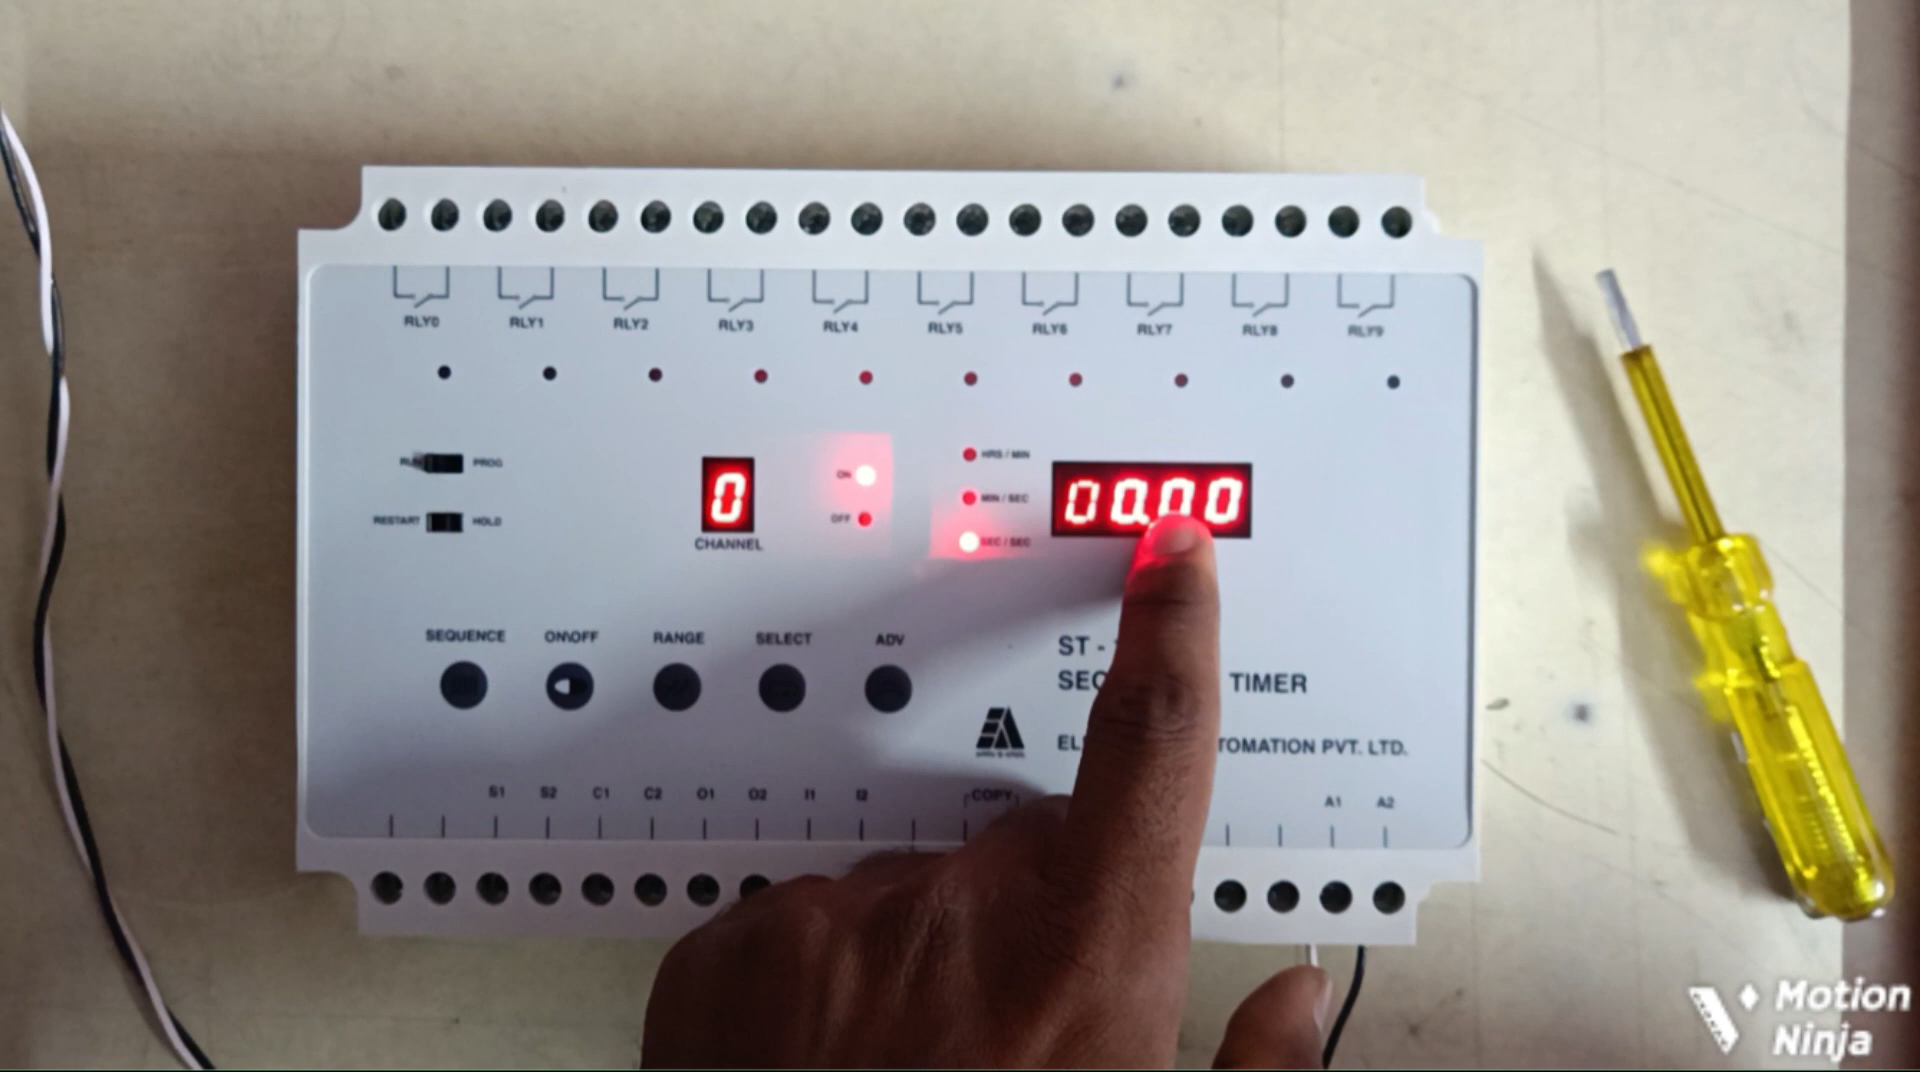 RLY0 RLY1 RLY2 RLY3 RLY4 RLY5 RLY6 RLY7 RLY8 RLY9
RUN PROG
RESTART HOLD
0
CHANNEL
ON
OFF
HRS / MIN
MIN / SEC
SEC / SEC
00.00
SEQUENCE ON\OFF RANGE SELECT ADV
ST -
TIMER
TOMATION PVT. LTD.
S1 S2 C1 C2 O1 O2 I1 I2 COPY A1 A2
Motion
Ninja